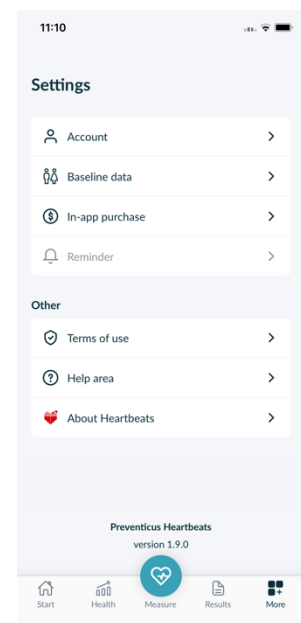 11:10
Settings
Account
Baseline data
In-app purchase
Reminder
Other
Terms of use
Help area
About Heartbeats
Preventicus Heartbeats
version 1.9.0
Start Health Measure Results More